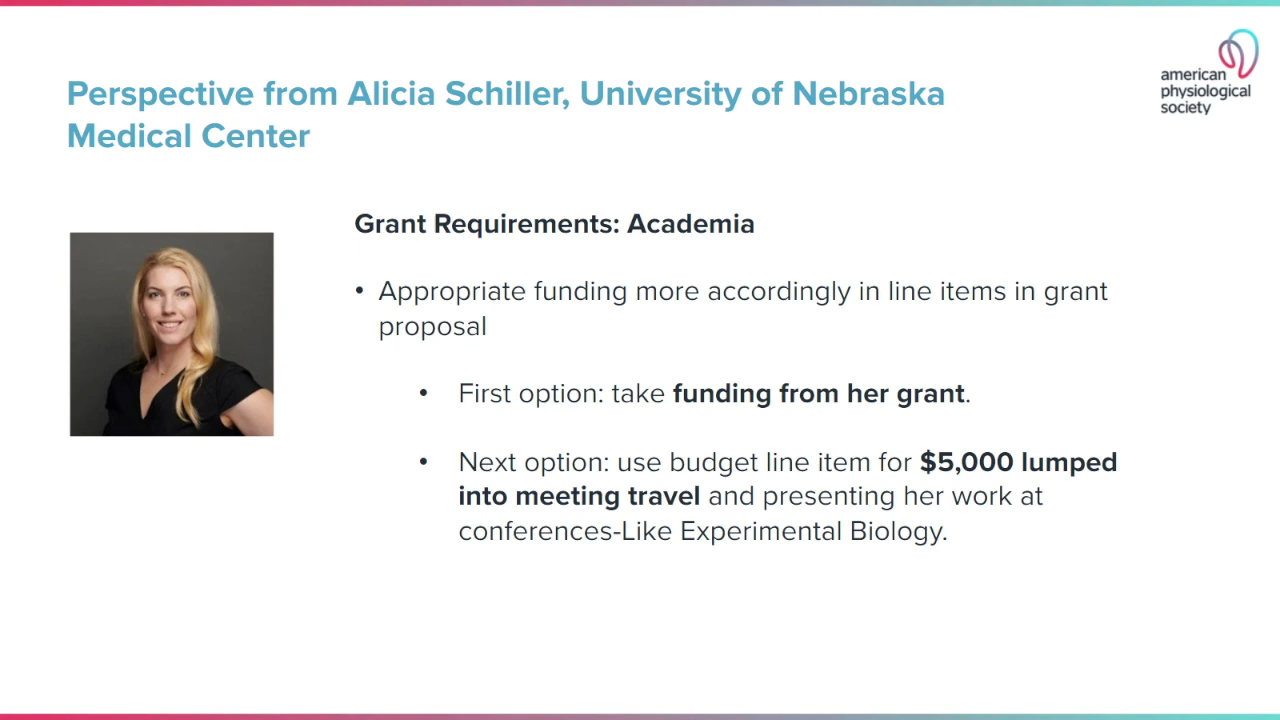 american
physiological
society
Perspective from Alicia Schiller, University of Nebraska
Medical Center
Grant Requirements: Academia
• Appropriate funding more accordingly in line items in grant
proposal
• First option: take funding from her grant.
• Next option: use budget line item for $5,000 lumped
into meeting travel and presenting her work at
conferences-Like Experimental Biology.